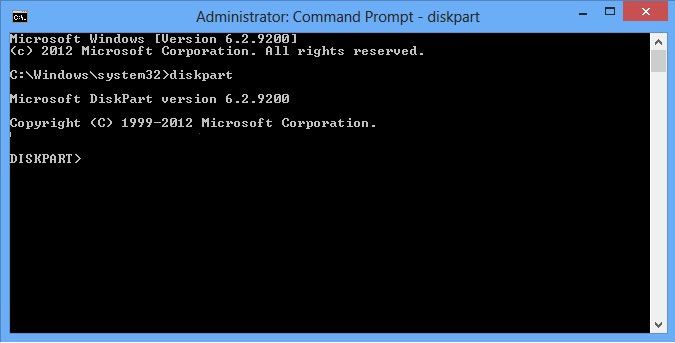 Administrator: Command Prompt - diskpart
Microsoft Windows [Version 6.2.9200]
(c) 2012 Microsoft Corporation. All rights reserved.
C:\Windows\system32>diskpart
Microsoft DiskPart version 6.2.9200
Copyright (C) 1999-2012 Microsoft Corporation.
DISKPART>